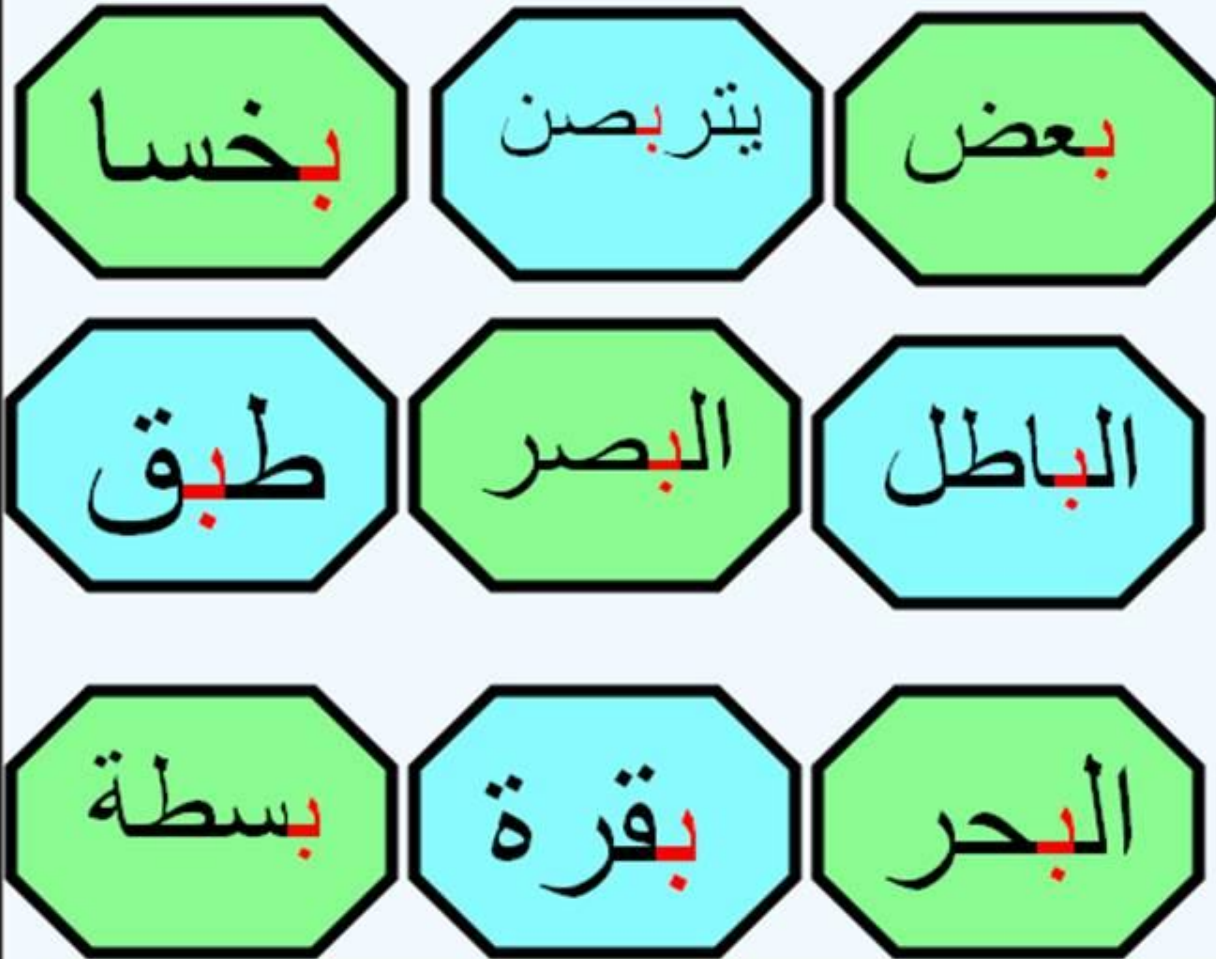 بعض
يتربصن
بخسا
الباطل
البصر
طبق
البحر
بقرة
بسطة